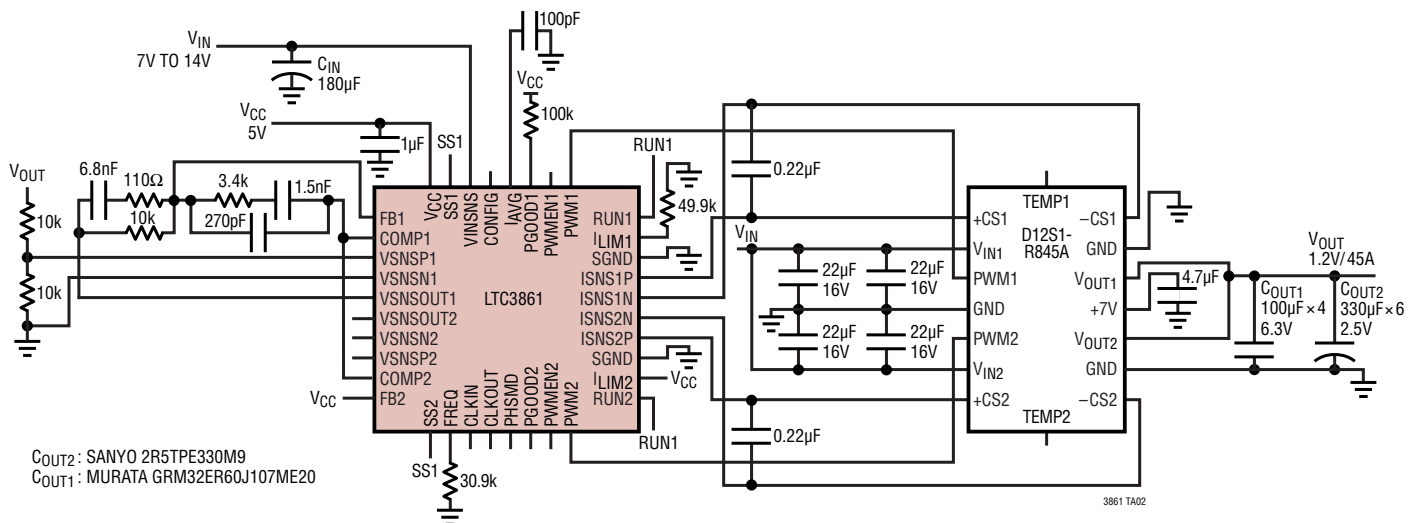 VIN
7V TO 14V
CIN
180µF
100pF
VCC
100k
VCC
5V
1µF
SS1
RUN1
49.9k
0.22µF
VOUT
10k
10k
6.8nF
110Ω
10k
3.4k
1.5nF
270pF
VCC
SS1
VINSNS
CONFIG
IAVG
PGOOD1
PWMEN1
PWM1
FB1
COMP1
VSNSP1
VSNSN1
VSNSOUT1
VSNSOUT2
VSNSN2
VSNSP2
COMP2
FB2
VCC
LTC3861
RUN1
ILIM1
SGND
ISNS1P
ISNS1N
ISNS2N
ISNS2P
SGND
ILIM2
RUN2
VCC
RUN1
SS2
FREQ
CLKIN
CLKOUT
PHSMD
PGOOD2
PWMEN2
PWM2
SS1
30.9k
VIN
22µF
16V
22µF
16V
22µF
16V
22µF
16V
0.22µF
TEMP1
D12S1-
R845A
+CS1
VIN1
PWM1
GND
PWM2
VIN2
+CS2
−CS1
GND
VOUT1
+7V
VOUT2
GND
−CS2
TEMP2
4.7µF
VOUT
1.2V/45A
COUT1
100µF×4
6.3V
COUT2
330µF×6
2.5V
COUT2: SANYO 2R5TPE330M9
COUT1: MURATA GRM32ER60J107ME20
3861 TA02